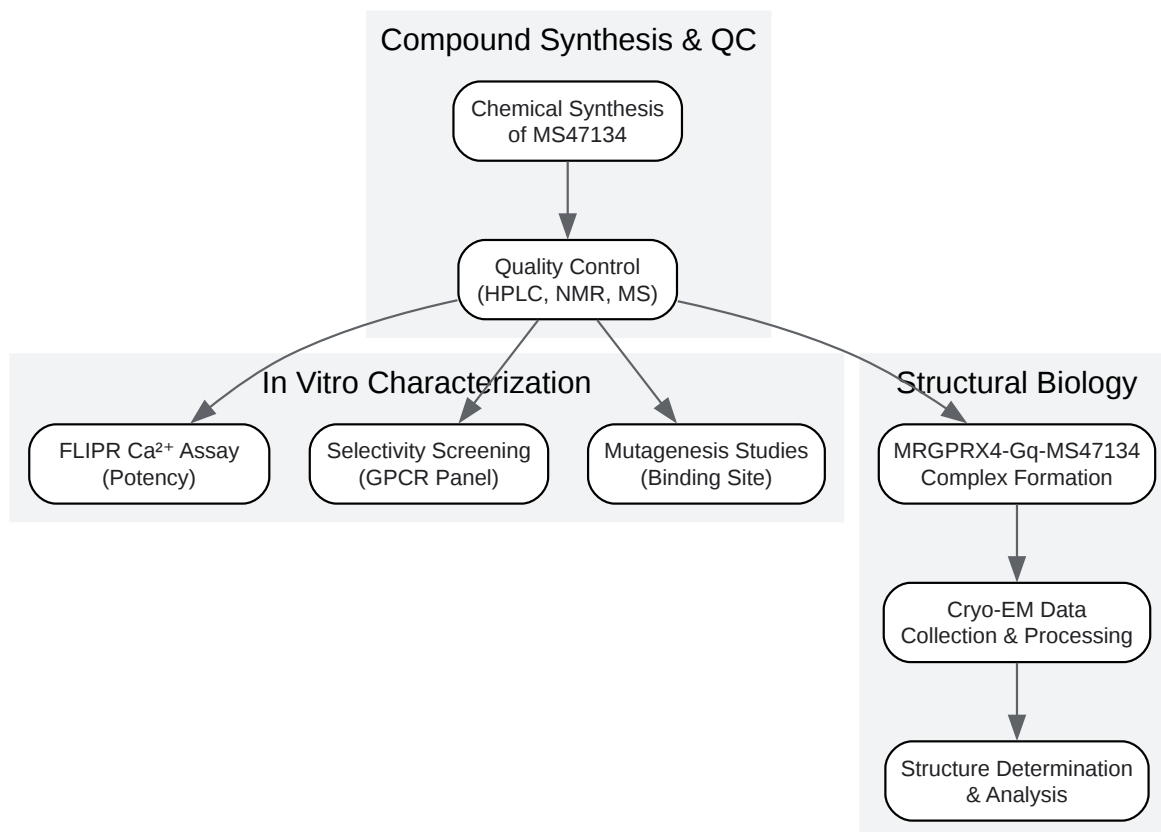 Compound Synthesis & QC
Chemical Synthesis
of MS47134
Quality Control
(HPLC, NMR, MS)
In Vitro Characterization
FLIPR Ca²⁺ Assay
(Potency)
Selectivity Screening
(GPCR Panel)
Mutagenesis Studies
(Binding Site)
Structural Biology
MRGPRX4-Gq-MS47134
Complex Formation
Cryo-EM Data
Collection & Processing
Structure Determination
& Analysis